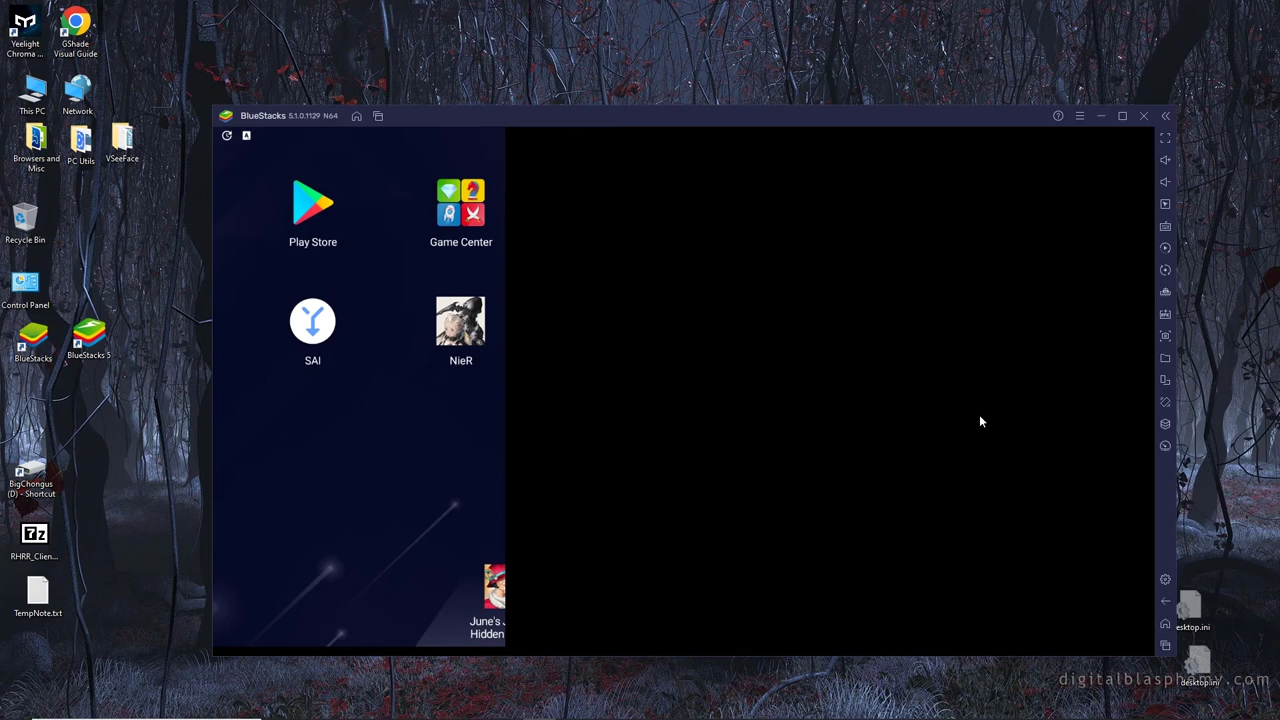 Yeelight
Chroma ...
GShade
Visual Guide
This PC
Network
Browsers and
Misc
PC Utils
VSeeFace
Recycle Bin
Control Panel
BlueStacks
BlueStacks 5
BigChongus
(D) - Shortcut
7z
RHRR_Clien...
TempNote.txt
BlueStacks 5.1.0.1129 N64
A
Play Store
Game Center
SAI
NieR
June's J
Hidden
esktop.ini
desktop.ini
digitalblasphemy.com